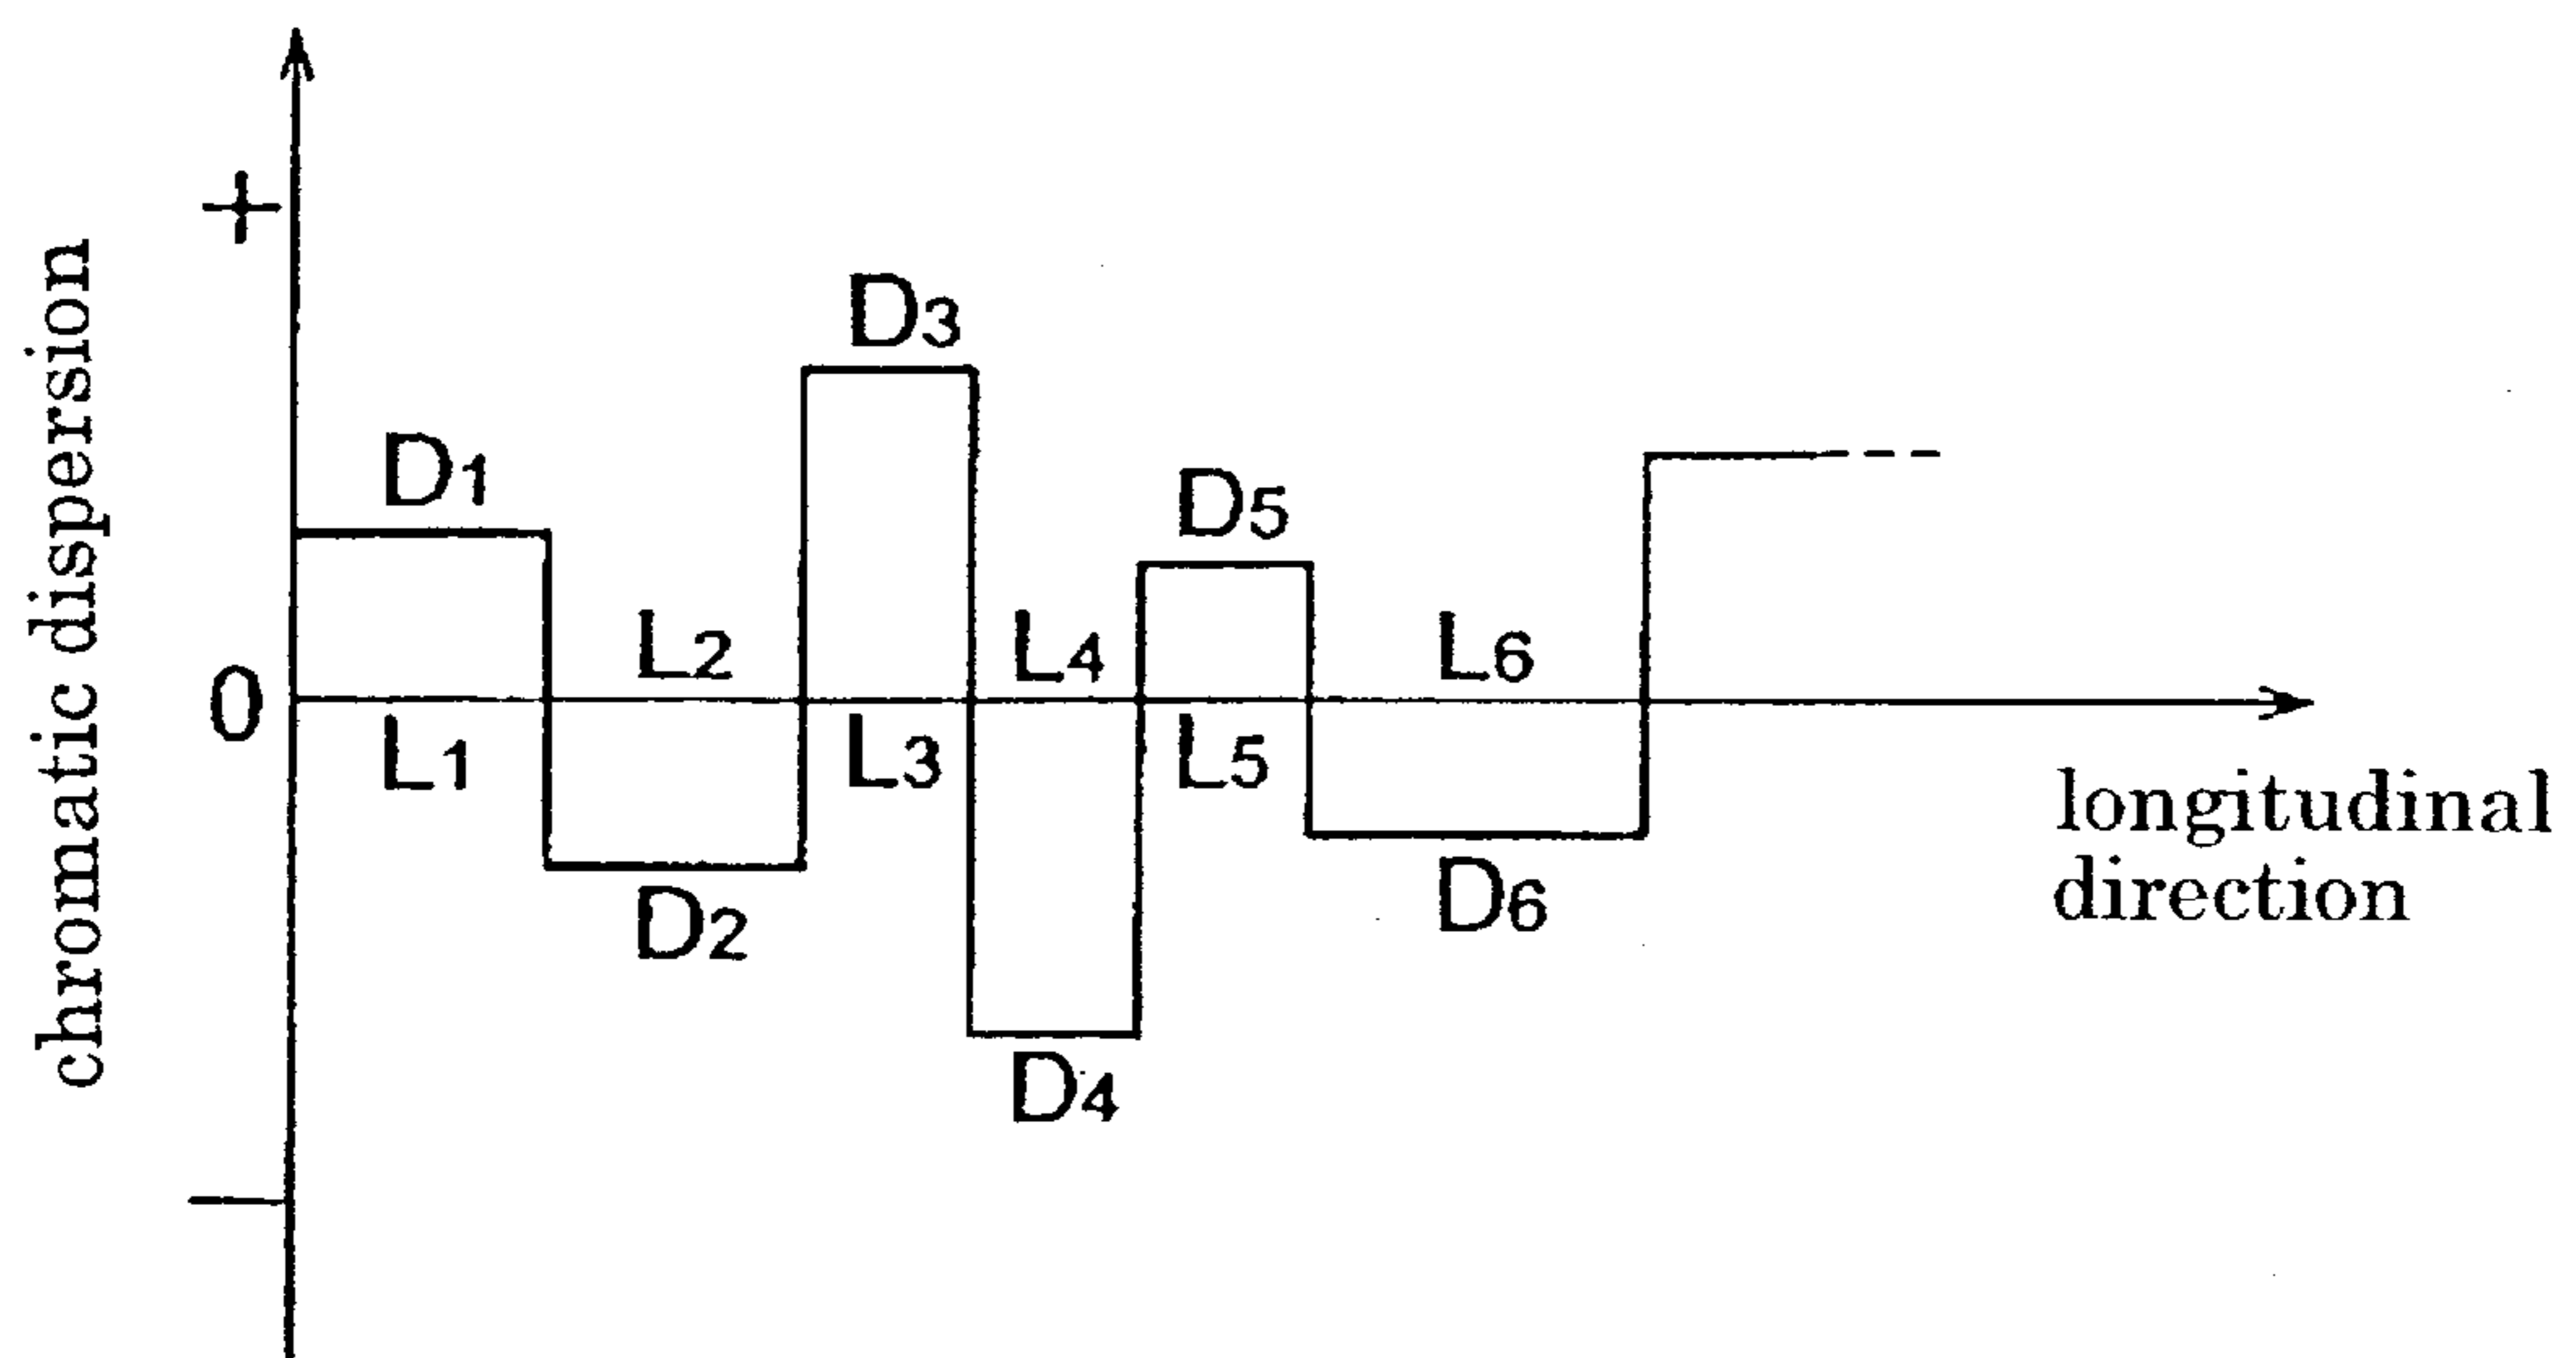 chromatic dispersion
+
D3
D1
D5
L2
L4
L6
0
L1
L3
L5
longitudinal
direction
D2
D6
D4
−